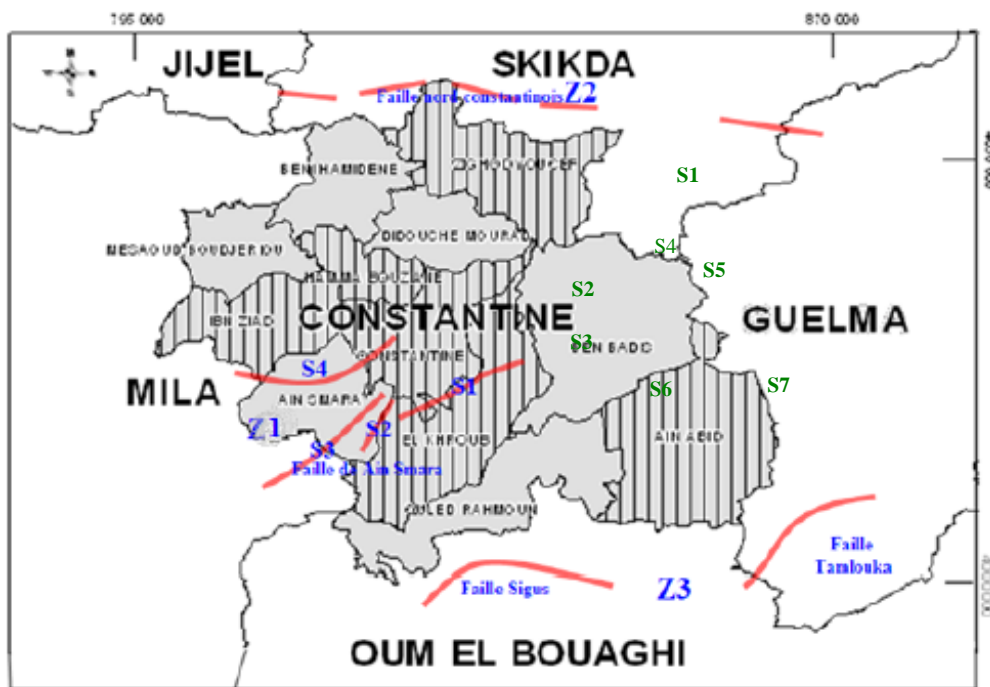 795 000
870 000
JIJEL
SKIKDA
Faille nord constantinois
Z2
BENI HAMIDENE
ZIGHOD YOUCEF
S1
MESAOUD BOUDJERIOU
DIDOUCHE MOURAD
S4
S5
HAMMA BOUZIANE
S2
IBN ZIAD
CONSTANTINE
GUELMA
S3
BEN BADIS
CONSTANTINE
S4
S1
MILA
AIN SMARA
S6
S7
Z1
S2
EL KHROUB
AIN ABID
S3
Faille de Ain Smara
OULED RAHMOUN
Faille
Tamlouka
Faille Sigus
Z3
OUM EL BOUAGHI